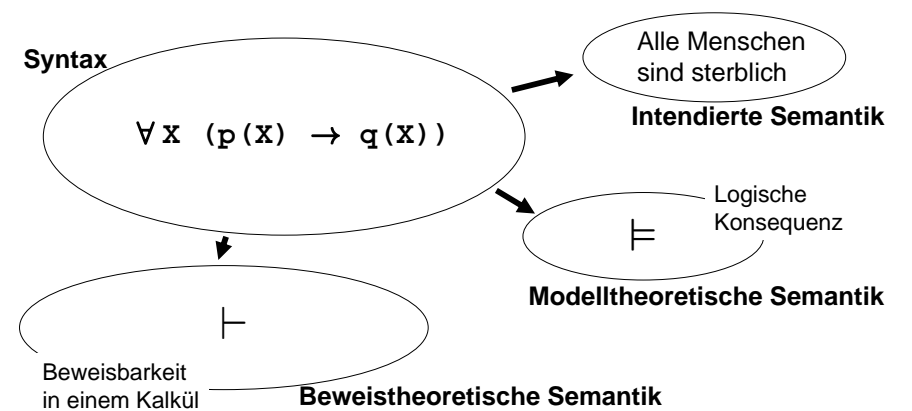 Syntax
∀X (p(X) → q(X))
Alle Menschen
sind sterblich
Intendierte Semantik
Logische
Konsequenz
⊨
Modelltheoretische Semantik
⊢
Beweisbarkeit
in einem Kalkül
Beweistheoretische Semantik